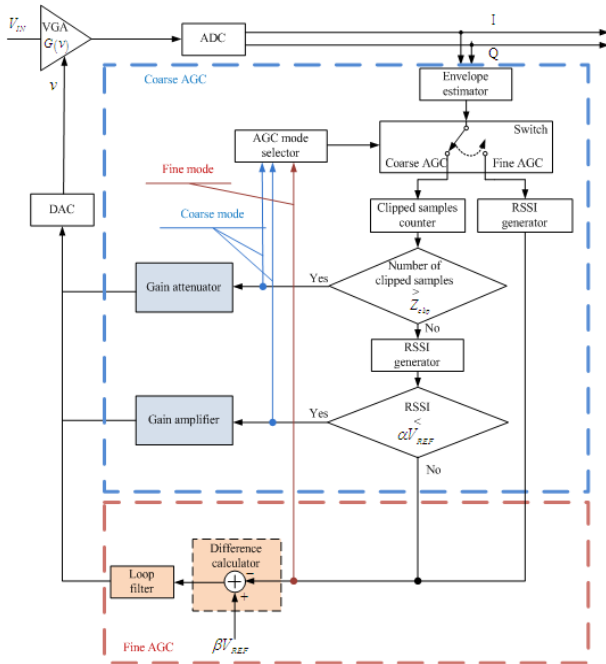 V_IN
VGA
G(v)
ADC
I
Q
v
Coarse AGC
Envelope
estimator
Switch
AGC mode
selector
Coarse AGC
Fine AGC
Fine mode
DAC
Clipped samples
counter
RSSI
generator
Coarse mode
Gain attenuator
Yes
Number of
clipped samples
>
Z_clip
No
RSSI
generator
Gain amplifier
Yes
RSSI
<
αV_REF
No
Difference
calculator
Loop
filter
−
+
+
βV_REF
Fine AGC